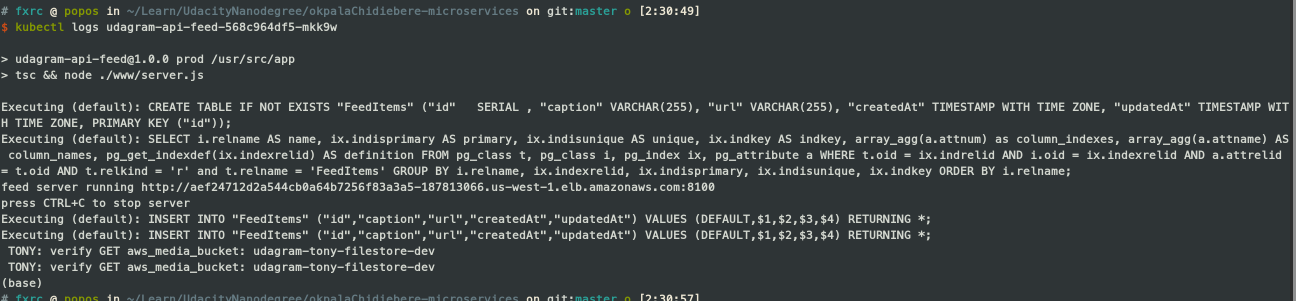 # fxrc @ popos in ~/Learn/UdacityNanodegree/okpalaChidiebere-microservices on git:master o [2:30:49]
$ kubectl logs udagram-api-feed-568c964df5-mkk9w
> udagram-api-feed@1.0.0 prod /usr/src/app
> tsc && node ./www/server.js
Executing (default): CREATE TABLE IF NOT EXISTS "FeedItems" ("id"   SERIAL , "caption" VARCHAR(255), "url" VARCHAR(255), "createdAt" TIMESTAMP WITH TIME ZONE, "updatedAt" TIMESTAMP WIT
H TIME ZONE, PRIMARY KEY ("id"));
Executing (default): SELECT i.relname AS name, ix.indisprimary AS primary, ix.indisunique AS unique, ix.indkey AS indkey, array_agg(a.attnum) as column_indexes, array_agg(a.attname) AS
 column_names, pg_get_indexdef(ix.indexrelid) AS definition FROM pg_class t, pg_class i, pg_index ix, pg_attribute a WHERE t.oid = ix.indrelid AND i.oid = ix.indexrelid AND a.attrelid
= t.oid AND t.relkind = 'r' and t.relname = 'FeedItems' GROUP BY i.relname, ix.indexrelid, ix.indisprimary, ix.indisunique, ix.indkey ORDER BY i.relname;
feed server running http://aef24712d2a544cb0a64b7256f83a3a5-187813066.us-west-1.elb.amazonaws.com:8100
press CTRL+C to stop server
Executing (default): INSERT INTO "FeedItems" ("id","caption","url","createdAt","updatedAt") VALUES (DEFAULT,$1,$2,$3,$4) RETURNING *;
Executing (default): INSERT INTO "FeedItems" ("id","caption","url","createdAt","updatedAt") VALUES (DEFAULT,$1,$2,$3,$4) RETURNING *;
 TONY: verify GET aws_media_bucket: udagram-tony-filestore-dev
 TONY: verify GET aws_media_bucket: udagram-tony-filestore-dev
(base)
# fxrc @ popos in ~/Learn/UdacityNanodegree/okpalaChidiebere-microservices on git:master o [2:30:57]